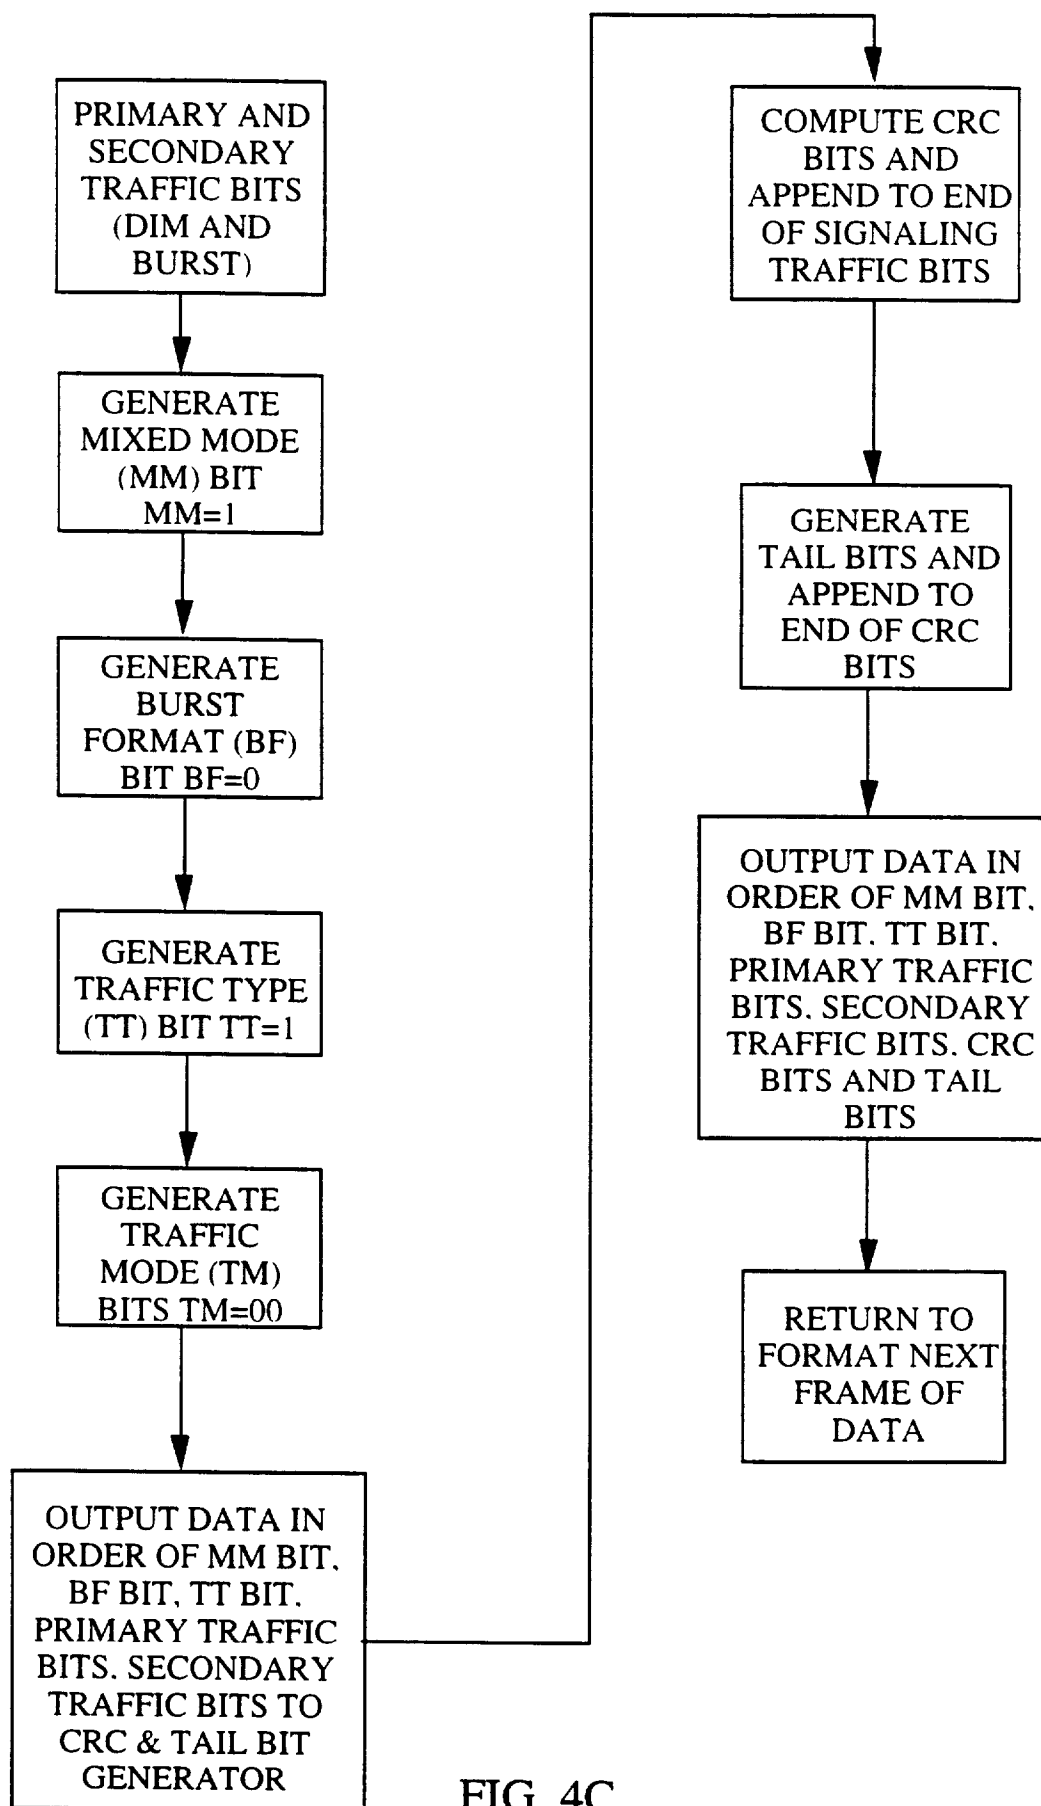 PRIMARY AND
SECONDARY
TRAFFIC BITS
(DIM AND
BURST)
GENERATE
MIXED MODE
(MM) BIT
MM=1
GENERATE
BURST
FORMAT (BF)
BIT BF=0
GENERATE
TRAFFIC TYPE
(TT) BIT TT=1
GENERATE
TRAFFIC
MODE (TM)
BITS TM=00
OUTPUT DATA IN
ORDER OF MM BIT.
BF BIT, TT BIT.
PRIMARY TRAFFIC
BITS. SECONDARY
TRAFFIC BITS TO
CRC & TAIL BIT
GENERATOR
COMPUTE CRC
BITS AND
APPEND TO END
OF SIGNALING
TRAFFIC BITS
GENERATE
TAIL BITS AND
APPEND TO
END OF CRC
BITS
OUTPUT DATA IN
ORDER OF MM BIT.
BF BIT. TT BIT.
PRIMARY TRAFFIC
BITS. SECONDARY
TRAFFIC BITS. CRC
BITS AND TAIL
BITS
RETURN TO
FORMAT NEXT
FRAME OF
DATA
FIG. 4C